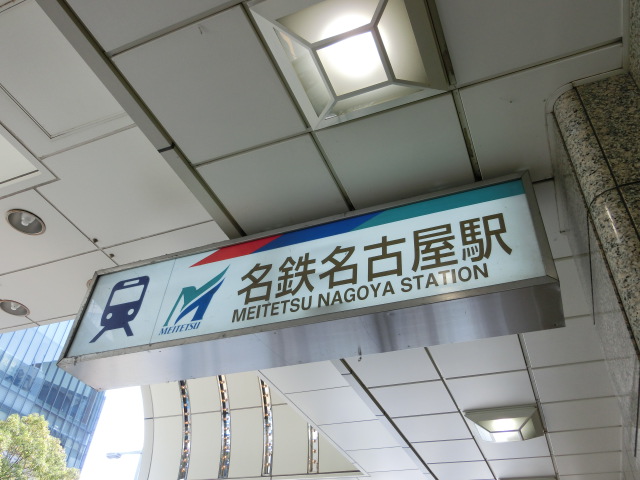 MEITETSU
名鉄名古屋駅
MEITETSU NAGOYA STATION